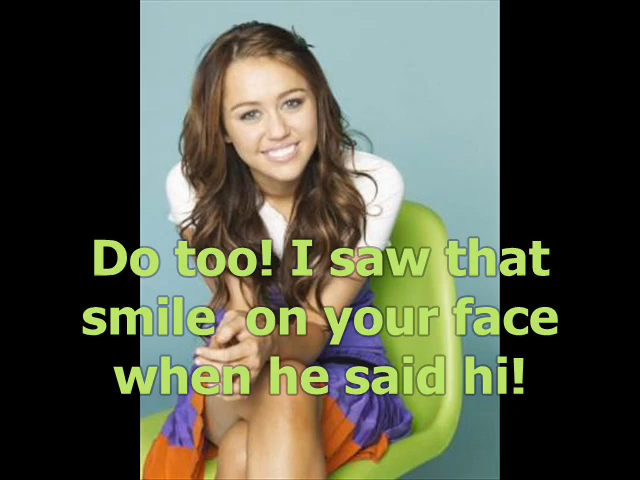 Do too! I saw that
smile  on your face
when he said hi!